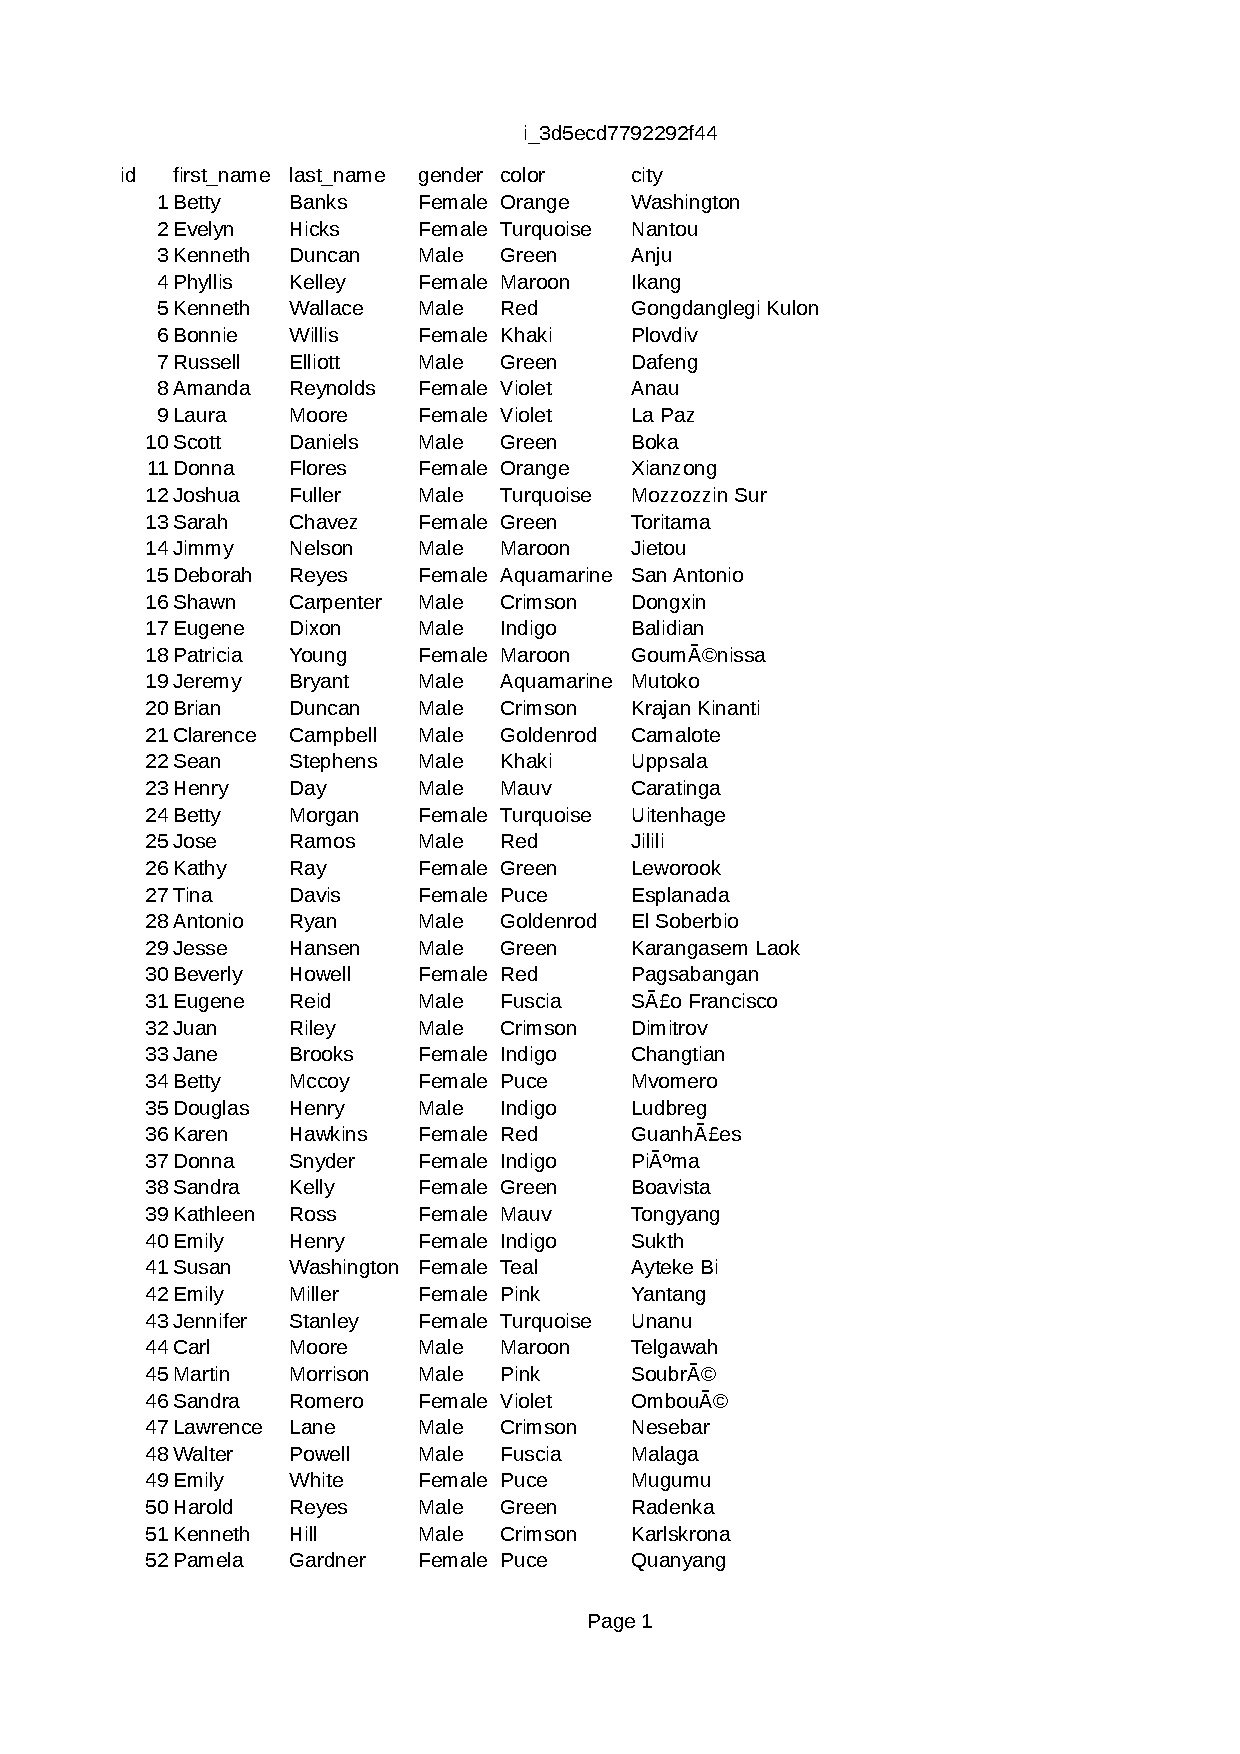 i_3d5ecd7792292f44
id first_name last_name gender color city
1 Betty Banks Female Orange Washington
2 Evelyn Hicks Female Turquoise Nantou
3 Kenneth Duncan Male Green Anju
4 Phyllis Kelley Female Maroon Ikang
5 Kenneth Wallace Male Red Gongdanglegi Kulon
6 Bonnie Willis Female Khaki Plovdiv
7 Russell Elliott Male Green Dafeng
8 Amanda Reynolds Female Violet Anau
9 Laura Moore Female Violet La Paz
10 Scott Daniels Male Green Boka
11 Donna Flores Female Orange Xianzong
12 Joshua Fuller Male Turquoise Mozzozzin Sur
13 Sarah Chavez Female Green Toritama
14 Jimmy Nelson Male Maroon Jietou
15 Deborah Reyes Female Aquamarine San Antonio
16 Shawn Carpenter Male Crimson Dongxin
17 Eugene Dixon Male Indigo Balidian
18 Patricia Young Female Maroon GoumÃ©nissa
19 Jeremy Bryant Male Aquamarine Mutoko
20 Brian Duncan Male Crimson Krajan Kinanti
21 Clarence Campbell Male Goldenrod Camalote
22 Sean Stephens Male Khaki Uppsala
23 Henry Day Male Mauv Caratinga
24 Betty Morgan Female Turquoise Uitenhage
25 Jose Ramos Male Red Jilili
26 Kathy Ray Female Green Leworook
27 Tina Davis Female Puce Esplanada
28 Antonio Ryan Male Goldenrod El Soberbio
29 Jesse Hansen Male Green Karangasem Laok
30 Beverly Howell Female Red Pagsabangan
31 Eugene Reid Male Fuscia SÃ£o Francisco
32 Juan Riley Male Crimson Dimitrov
33 Jane Brooks Female Indigo Changtian
34 Betty Mccoy Female Puce Mvomero
35 Douglas Henry Male Indigo Ludbreg
36 Karen Hawkins Female Red GuanhÃ£es
37 Donna Snyder Female Indigo PiÃºma
38 Sandra Kelly Female Green Boavista
39 Kathleen Ross Female Mauv Tongyang
40 Emily Henry Female Indigo Sukth
41 Susan Washington Female Teal Ayteke Bi
42 Emily Miller Female Pink Yantang
43 Jennifer Stanley Female Turquoise Unanu
44 Carl Moore Male Maroon Telgawah
45 Martin Morrison Male Pink SoubrÃ©
46 Sandra Romero Female Violet OmbouÃ©
47 Lawrence Lane Male Crimson Nesebar
48 Walter Powell Male Fuscia Malaga
49 Emily White Female Puce Mugumu
50 Harold Reyes Male Green Radenka
51 Kenneth Hill Male Crimson Karlskrona
52 Pamela Gardner Female Puce Quanyang
Page 1